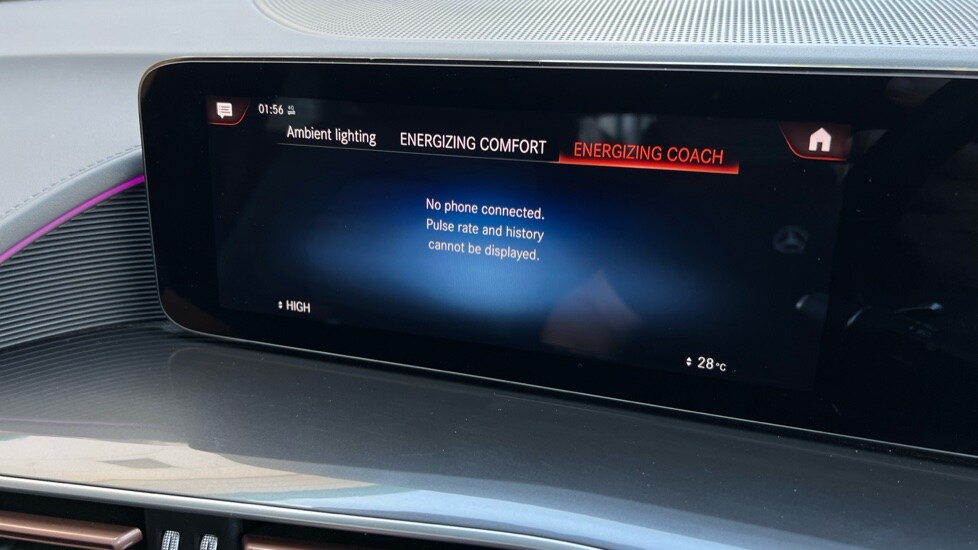 01:56 4G
Ambient lighting ENERGIZING COMFORT ENERGIZING COACH
No phone connected.
Pulse rate and history
cannot be displayed.
HIGH
28°C